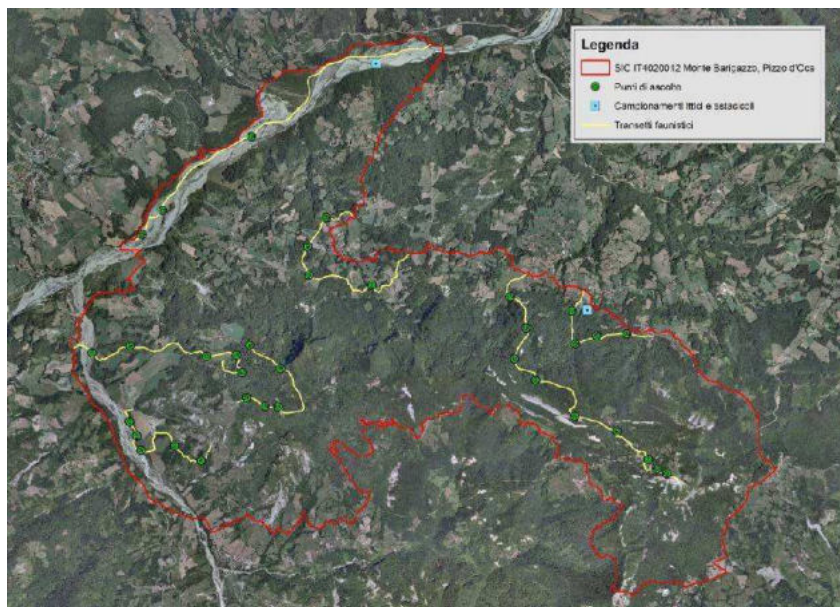 Legenda
SIC IT4020012 Monte Barigazzo, Pizzo d'Oca
Punti di ascolto
Campionamenti ittici e astacicoli
Transetti faunistici